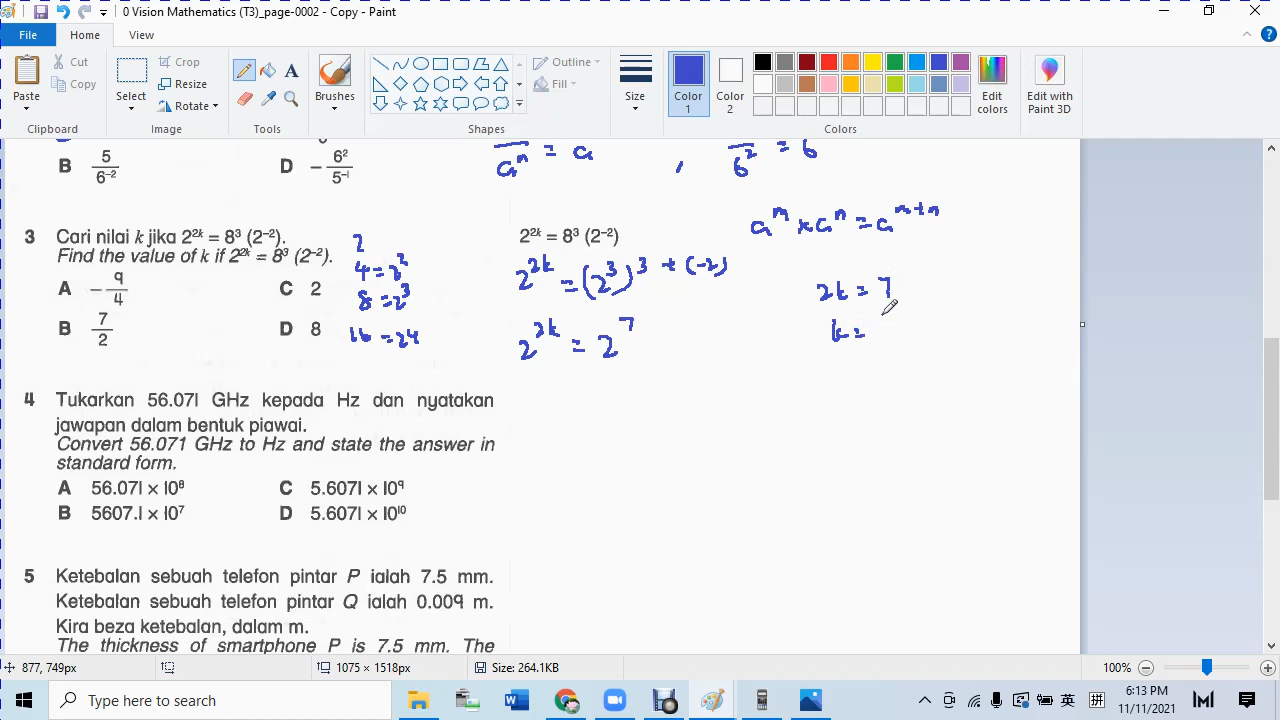 0 Vision Mathematics (T3)_page-0002 - Copy - Paint
File Home View
Paste Cut Copy Select Crop Resize Rotate Brushes Outline Fill Size Color 1 Color 2 Edit colors Edit with Paint 3D
Clipboard Image Tools Shapes Colors
B 5/6⁻² D −6²/5⁻¹
aⁿ = a , 6² = 6
aᵐ × aⁿ = aᵐ⁺ⁿ
3 Cari nilai k jika 2²ᵏ = 8³ (2⁻²).
Find the value of k if 2²ᵏ = 8³ (2⁻²).
A −9/4 C 2
B 7/2 D 8
2
4 = 2²
8 = 2³
16 = 24
2²ᵏ = 8³ (2⁻²)
2²ᵏ = (2³)³ + (-2)
2²ᵏ = 2⁷
2k = 7
k =
4 Tukarkan 56.071 GHz kepada Hz dan nyatakan
jawapan dalam bentuk piawai.
Convert 56.071 GHz to Hz and state the answer in
standard form.
A 56.071 × 10⁸ C 5.6071 × 10⁹
B 5607.1 × 10⁷ D 5.6071 × 10¹⁰
5 Ketebalan sebuah telefon pintar P ialah 7.5 mm.
Ketebalan sebuah telefon pintar Q ialah 0.009 m.
Kira beza ketebalan, dalam m.
The thickness of smartphone P is 7.5 mm. The
877, 749px 1075 × 1518px Size: 264.1KB 100%
Type here to search 英 拼 6:13 PM
11/11/2021